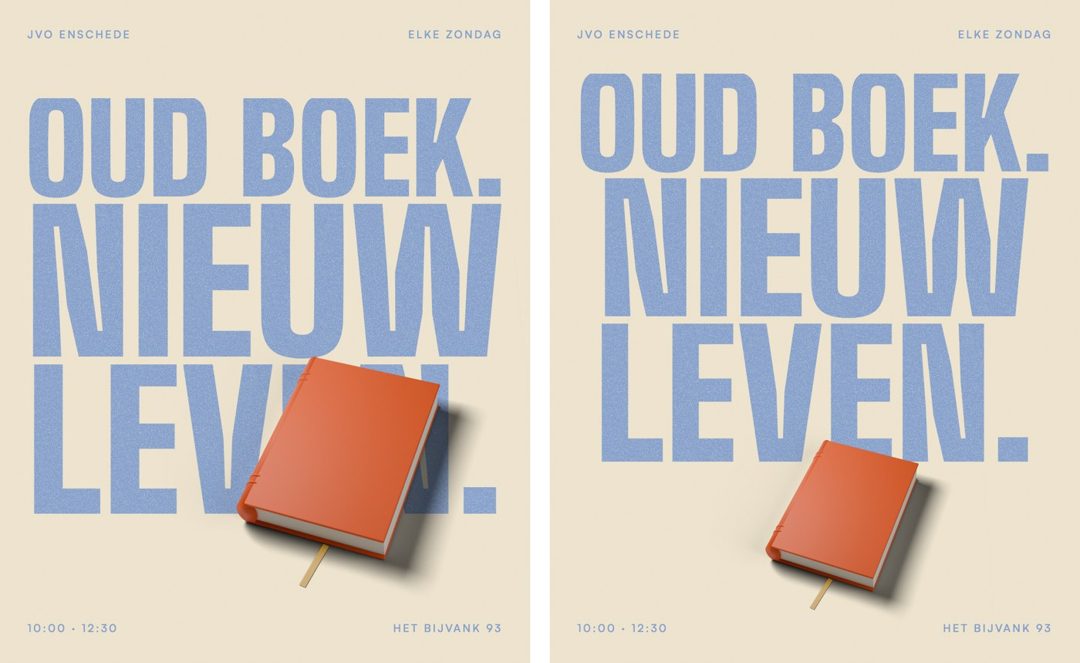 JVO ENSCHEDE
ELKE ZONDAG
OUD BOEK.
NIEUW
LEVEN.
10:00 • 12:30
HET BIJVANK 93
JVO ENSCHEDE
ELKE ZONDAG
OUD BOEK.
NIEUW
LEVEN.
10:00 • 12:30
HET BIJVANK 93